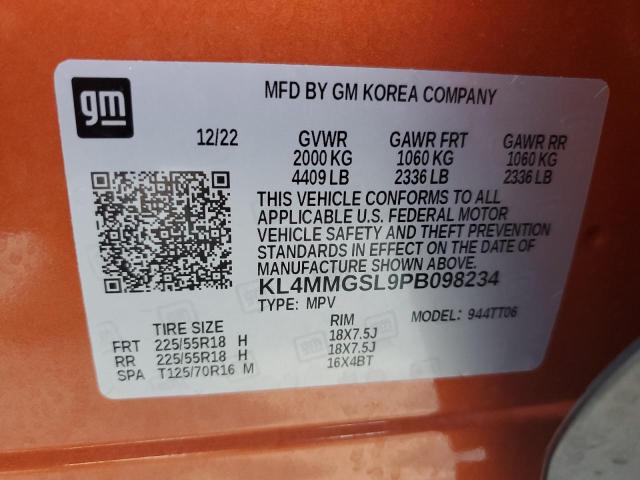 gm
MFD BY GM KOREA COMPANY
12/22 GVWR GAWR FRT GAWR RR
2000 KG 1060 KG 1060 KG
4409 LB 2336 LB 2336 LB
THIS VEHICLE CONFORMS TO ALL
APPLICABLE U.S. FEDERAL MOTOR
VEHICLE SAFETY AND THEFT PREVENTION
STANDARDS IN EFFECT ON THE DATE OF
MANUFACTURE SHOWN ABOVE.
KL4MMGSL9PB098234
TYPE: MPV MODEL: 944TT06
TIRE SIZE RIM
FRT 225/55R18 H 18X7.5J
RR 225/55R18 H 18X7.5J
SPA T125/70R16 M 16X4BT